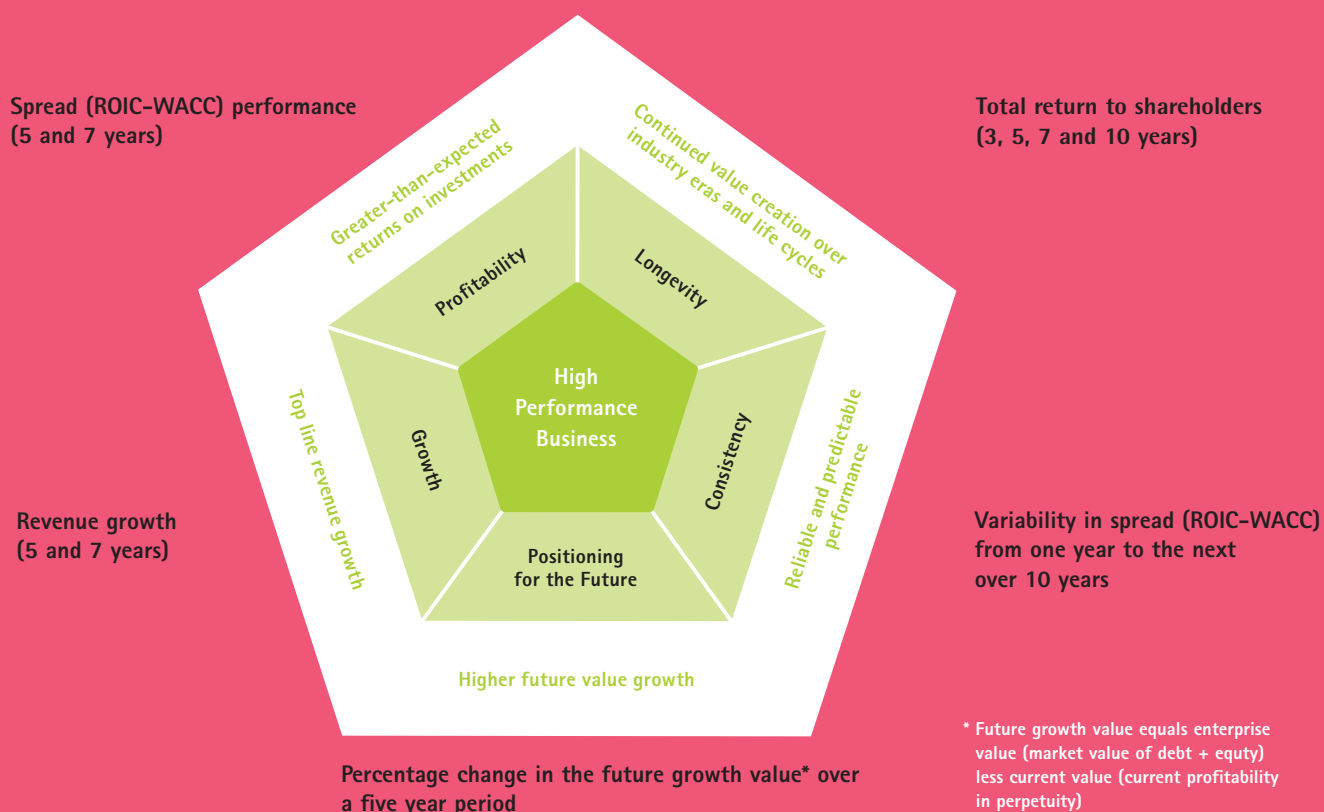 Spread (ROIC-WACC) performance
(5 and 7 years)
Total return to shareholders
(3, 5, 7 and 10 years)
Greater-than-expected
returns on investments
Continued value creation over
industry eras and life cycles
Profitability
Longevity
High
Performance
Business
Top line revenue growth
Growth
Consistency
Reliable and predictable
performance
Revenue growth
(5 and 7 years)
Variability in spread (ROIC-WACC)
from one year to the next
over 10 years
Positioning
for the Future
Higher future value growth
Percentage change in the future growth value* over
a five year period
* Future growth value equals enterprise
value (market value of debt + equty)
less current value (current profitability
in perpetuity)